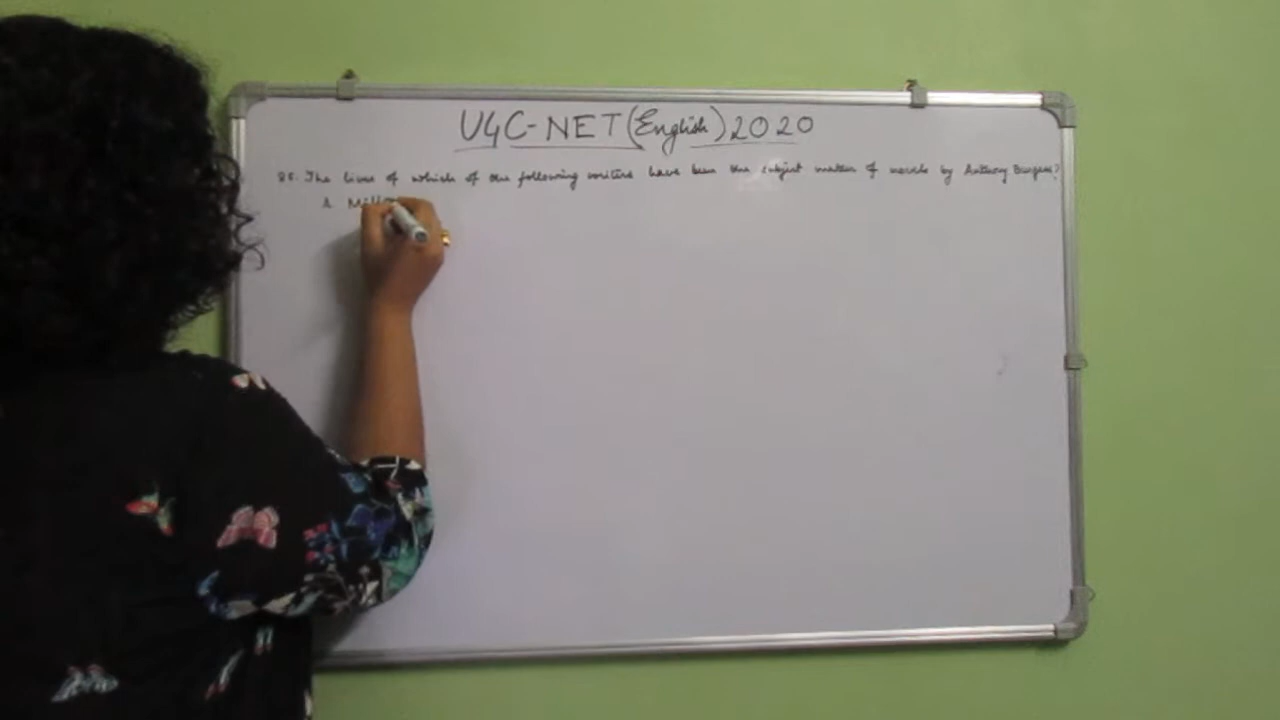 UGC-NET (English) 2020
85. The lives of which of the following writers have been the subject matter of novels by Anthony Burgess?
A.